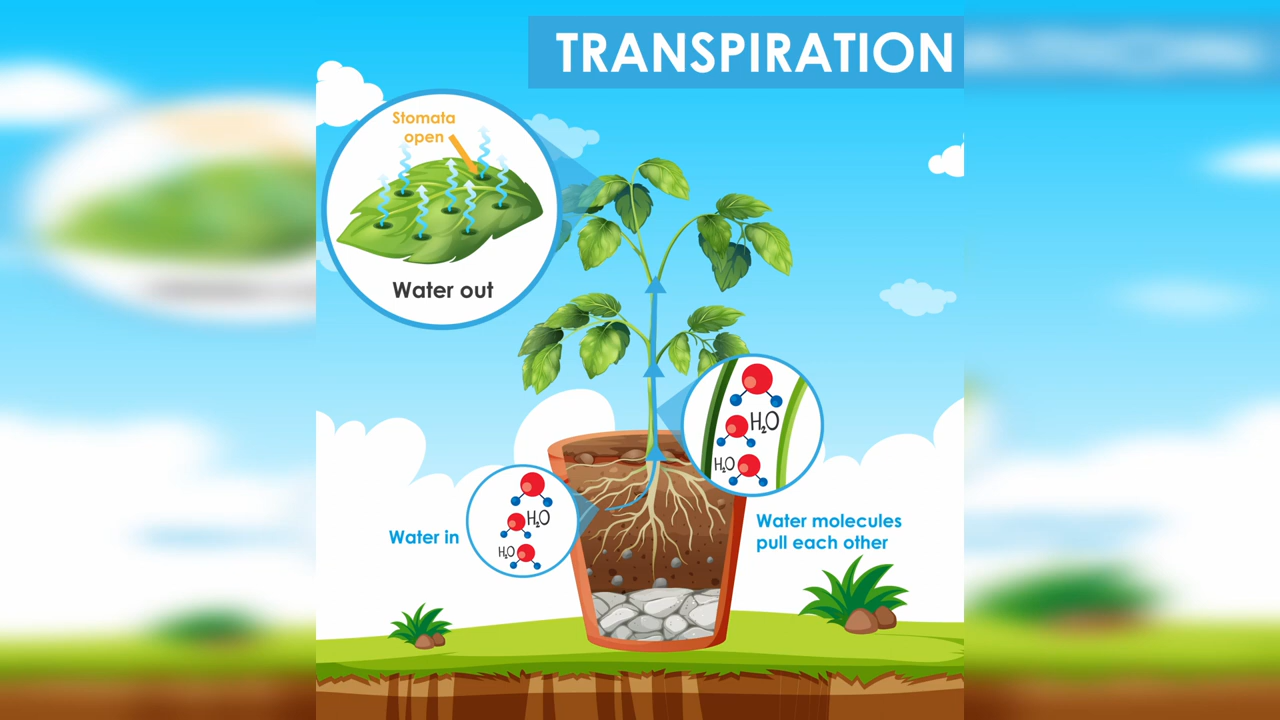 TRANSPIRATION
Stomata
open
Water out
H₂O
H₂O
Water molecules
pull each other
Water in
H₂O
H₂O